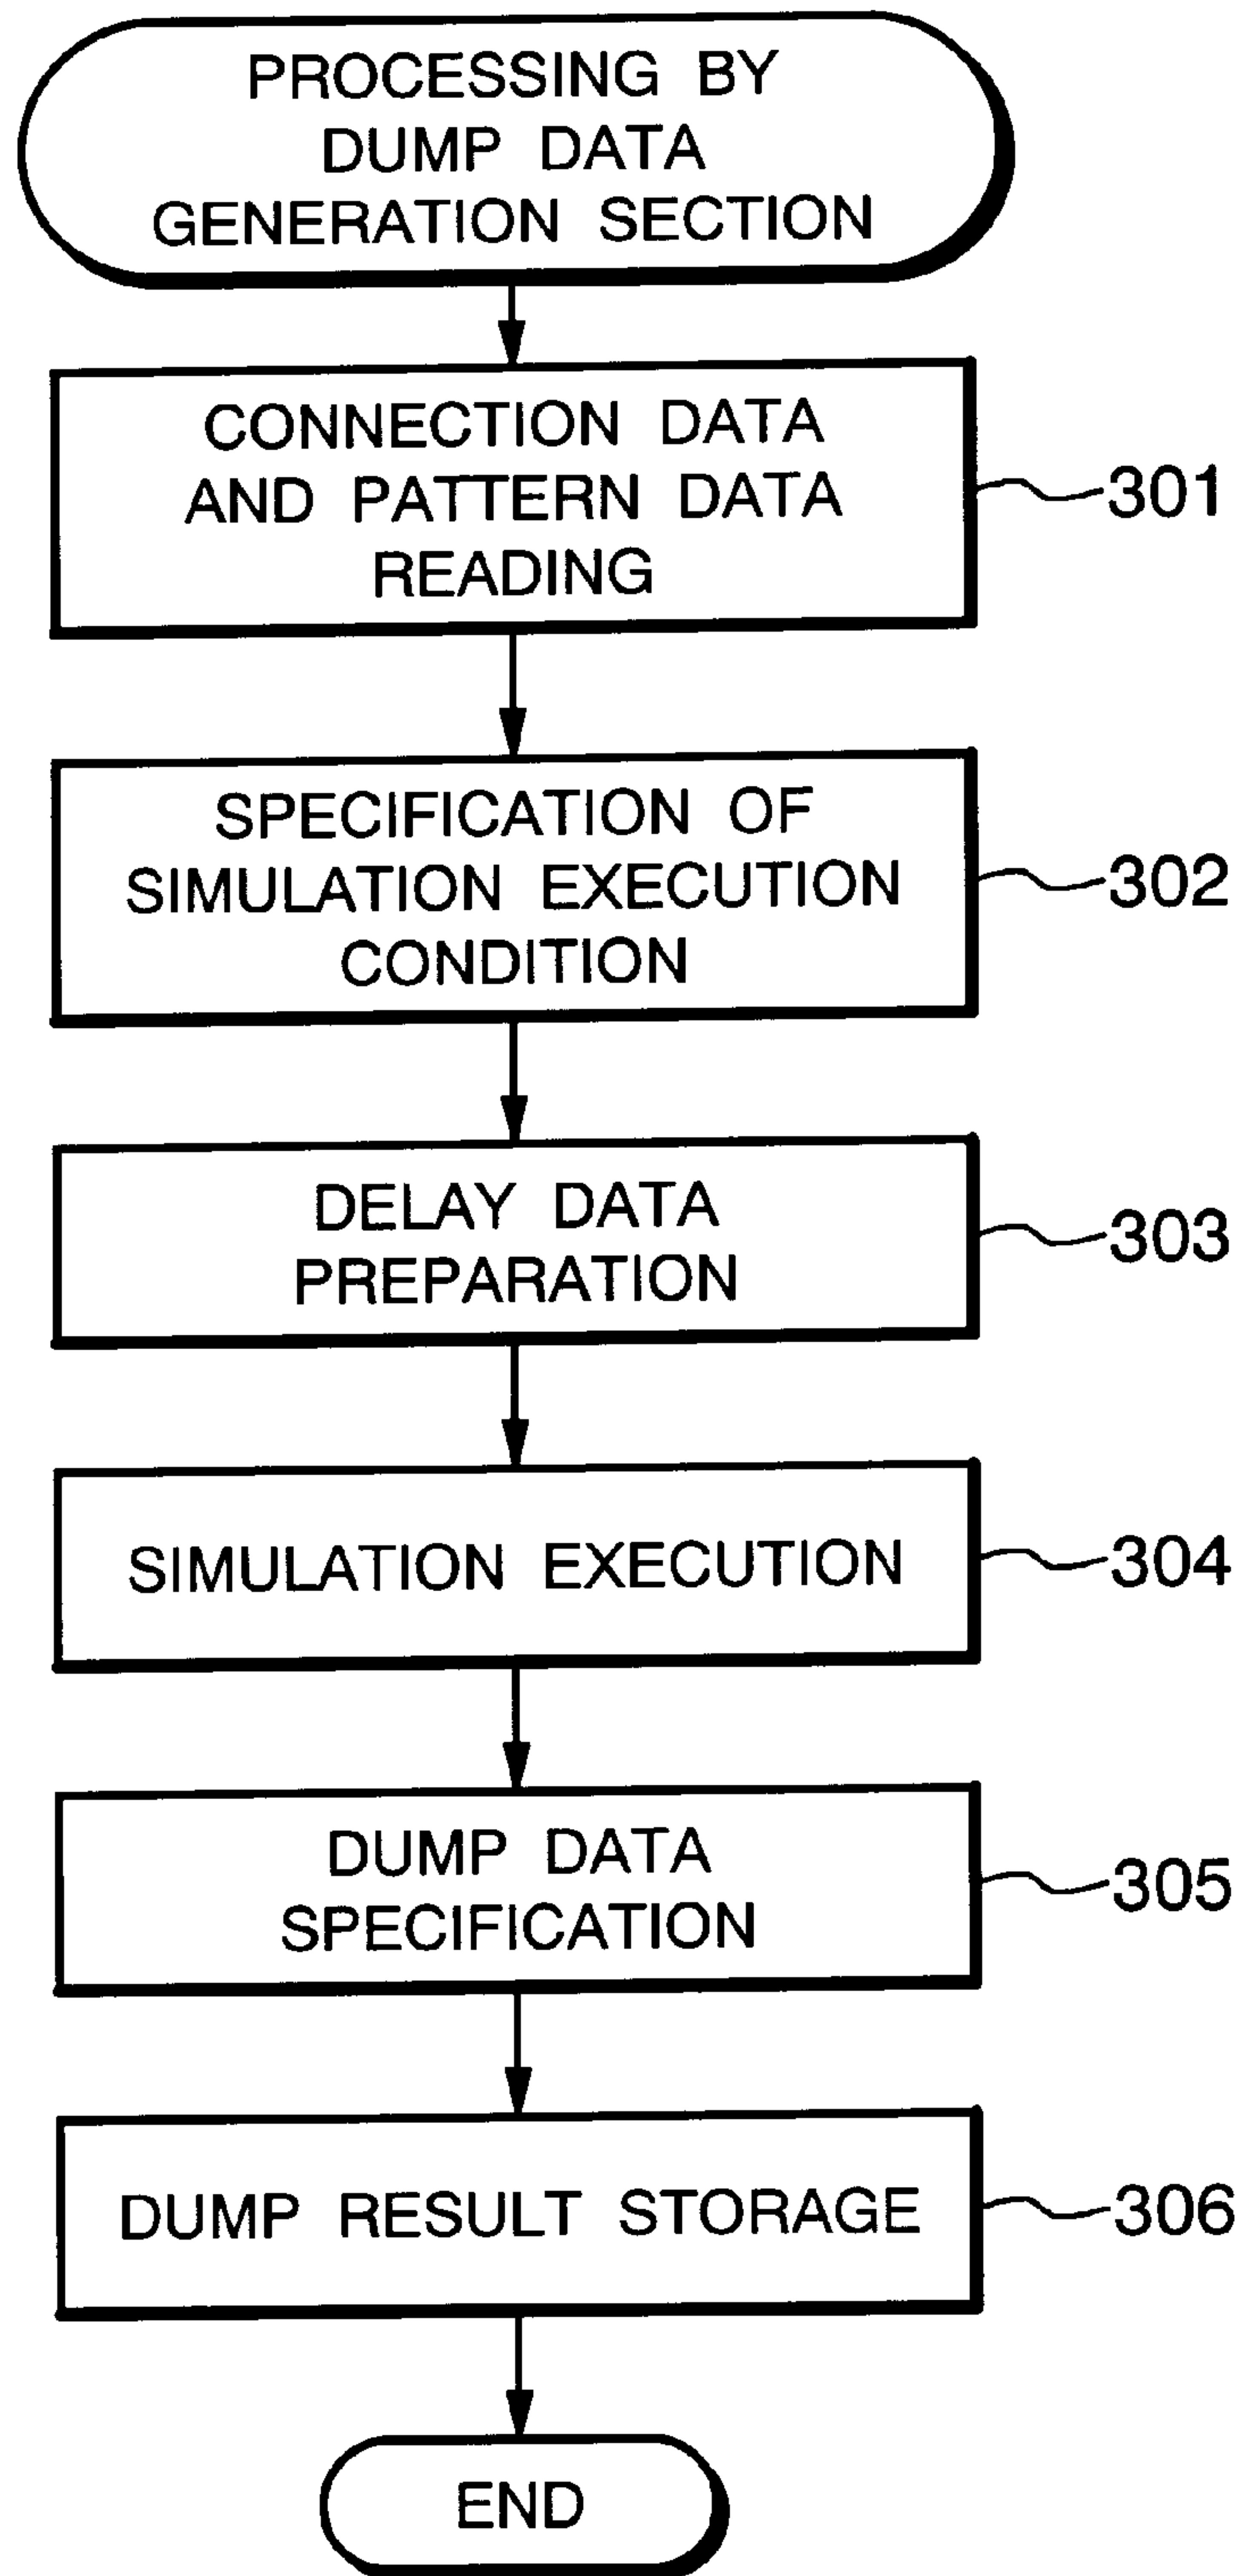 PROCESSING BY
DUMP DATA
GENERATION SECTION
CONNECTION DATA
AND PATTERN DATA
READING
301
SPECIFICATION OF
SIMULATION EXECUTION
CONDITION
302
DELAY DATA
PREPARATION
303
SIMULATION EXECUTION
304
DUMP DATA
SPECIFICATION
305
DUMP RESULT STORAGE
306
END